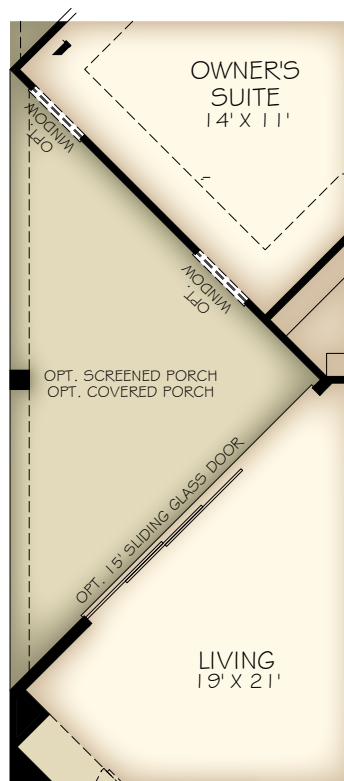 OWNER'S
SUITE
14' X 11'
OPT.
WINDOW
OPT.
WINDOW
OPT. SCREENED PORCH
OPT. COVERED PORCH
OPT. 15' SLIDING GLASS DOOR
LIVING
19' X 21'